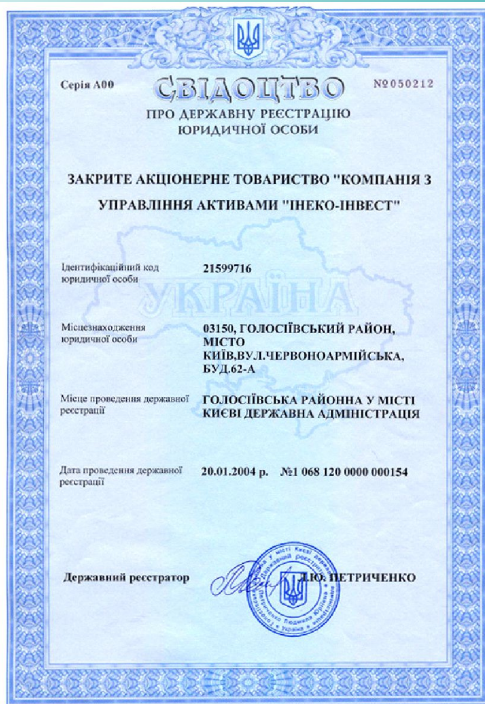 Серія А00
СВІДОЦТВО
№050212
ПРО ДЕРЖАВНУ РЕЄСТРАЦІЮ
ЮРИДИЧНОЇ ОСОБИ
ЗАКРИТЕ АКЦІОНЕРНЕ ТОВАРИСТВО "КОМПАНІЯ З
УПРАВЛІННЯ АКТИВАМИ "ІНЕКО-ІНВЕСТ"
Ідентифікаційний код
юридичної особи
21599716
УКРАЇНА
Місцезнаходження
юридичної особи
03150, ГОЛОСІЇВСЬКИЙ РАЙОН,
МІСТО
КИЇВ,ВУЛ.ЧЕРВОНОАРМІЙСЬКА,
БУД.62-А
Місце проведення державної
реєстрації
ГОЛОСІЇВСЬКА РАЙОННА У МІСТІ
КИЄВІ ДЕРЖАВНА АДМІНІСТРАЦІЯ
Дата проведення державної
реєстрації
20.01.2004 р. №1 068 120 0000 000154
Державний реєстратор
Л.Ю. ПЕТРИЧЕНКО